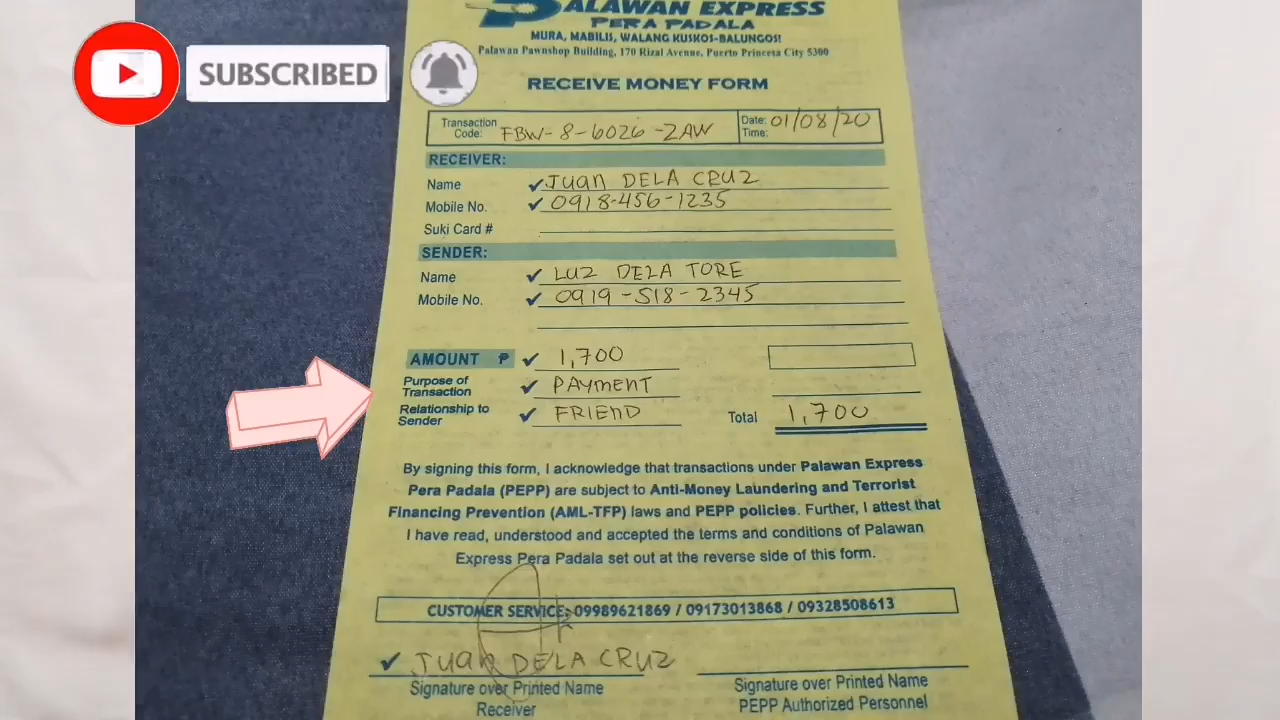 PALAWAN EXPRESS
PERA PADALA
MURA, MABILIS, WALANG KUSKOS-BALUNGOS!
Palawan Pawnshop Building, 170 Rizal Avenue, Puerto Princesa City 5300
SUBSCRIBED
RECEIVE MONEY FORM
Transaction Code: FBW-8-6026-ZAW Date: 01/08/20
Time:
RECEIVER:
Name ✓ Juan DELA CRUZ
Mobile No. ✓ 0918-456-1235
Suki Card #
SENDER:
Name ✓ LUZ DELA TORE
Mobile No. ✓ 0919-518-2345
AMOUNT ₱ ✓ 1,700
Purpose of Transaction ✓ PAYMENT
Relationship to Sender ✓ FRIEND Total 1,700
By signing this form, I acknowledge that transactions under Palawan Express
Pera Padala (PEPP) are subject to Anti-Money Laundering and Terrorist
Financing Prevention (AML-TFP) laws and PEPP policies. Further, I attest that
I have read, understood and accepted the terms and conditions of Palawan
Express Pera Padala set out at the reverse side of this form.
CUSTOMER SERVICE: 09989621869 / 09173013868 / 09328508613
✓ Juan DELA CRUZ
Signature over Printed Name
Receiver
Signature over Printed Name
PEPP Authorized Personnel